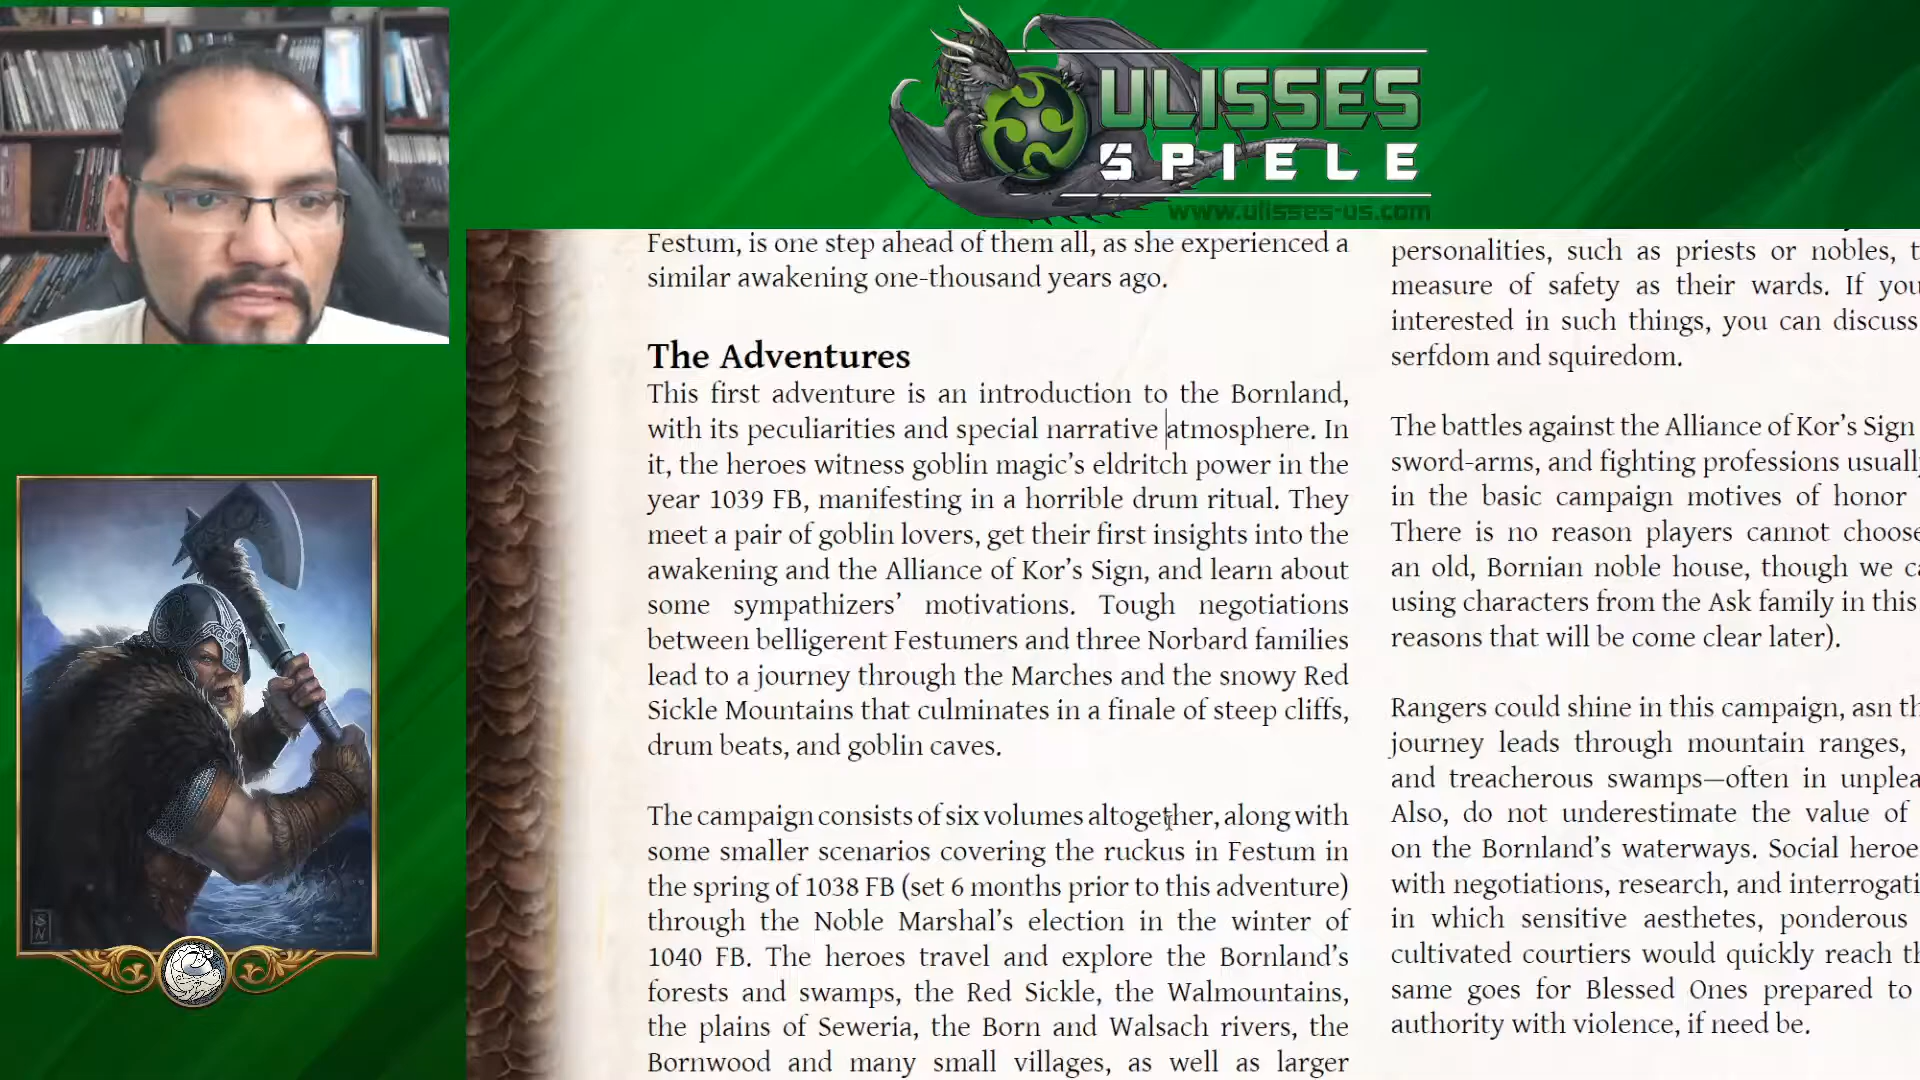 ULISSES
SPIELE
www.ulisses-us.com
Festum, is one step ahead of them all, as she experienced a
similar awakening one-thousand years ago.
The Adventures
This first adventure is an introduction to the Bornland,
with its peculiarities and special narrative atmosphere. In
it, the heroes witness goblin magic's eldritch power in the
year 1039 FB, manifesting in a horrible drum ritual. They
meet a pair of goblin lovers, get their first insights into the
awakening and the Alliance of Kor's Sign, and learn about
some sympathizers' motivations. Tough negotiations
between belligerent Festumers and three Norbard families
lead to a journey through the Marches and the snowy Red
Sickle Mountains that culminates in a finale of steep cliffs,
drum beats, and goblin caves.
The campaign consists of six volumes altogether, along with
some smaller scenarios covering the ruckus in Festum in
the spring of 1038 FB (set 6 months prior to this adventure)
through the Noble Marshal's election in the winter of
1040 FB. The heroes travel and explore the Bornland's
forests and swamps, the Red Sickle, the Walmountains,
the plains of Seweria, the Born and Walsach rivers, the
Bornwood and many small villages, as well as larger
personalities, such as priests or nobles,
measure of safety as their wards. If you
interested in such things, you can discuss
serfdom and squiredom.
The battles against the Alliance of Kor's Sign
sword-arms, and fighting professions
in the basic campaign motives of honor
There is no reason players cannot choose
an old, Bornian noble house, though we
using characters from the Ask family in this
reasons that will be come clear later).
Rangers could shine in this campaign, asn
journey leads through mountain ranges,
and treacherous swamps—often in
Also, do not underestimate the value of
on the Bornland's waterways. Social
with negotiations, research, and
in which sensitive aesthetes, ponderous
cultivated courtiers would quickly reach
same goes for Blessed Ones prepared to
authority with violence, if need be.
S
N